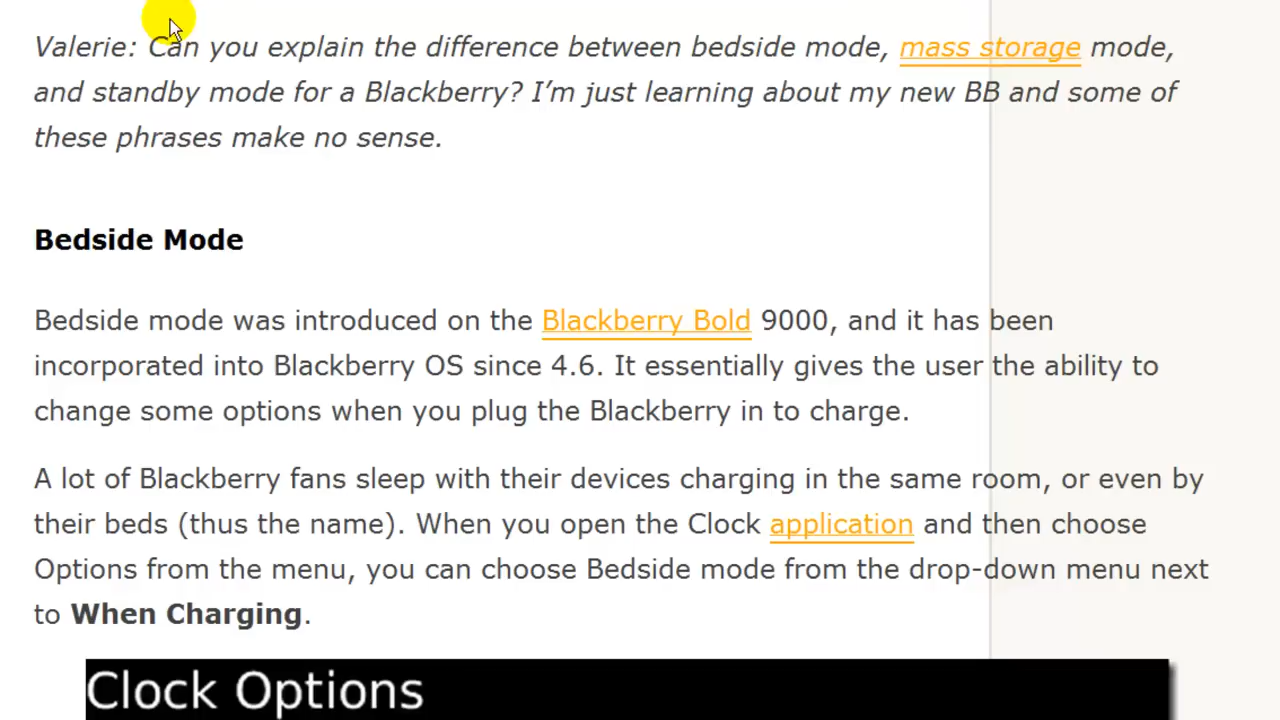 Valerie: Can you explain the difference between bedside mode, mass storage mode,
and standby mode for a Blackberry? I’m just learning about my new BB and some of
these phrases make no sense.
Bedside Mode
Bedside mode was introduced on the Blackberry Bold 9000, and it has been
incorporated into Blackberry OS since 4.6. It essentially gives the user the ability to
change some options when you plug the Blackberry in to charge.
A lot of Blackberry fans sleep with their devices charging in the same room, or even by
their beds (thus the name). When you open the Clock application and then choose
Options from the menu, you can choose Bedside mode from the drop-down menu next
to When Charging.
Clock Options